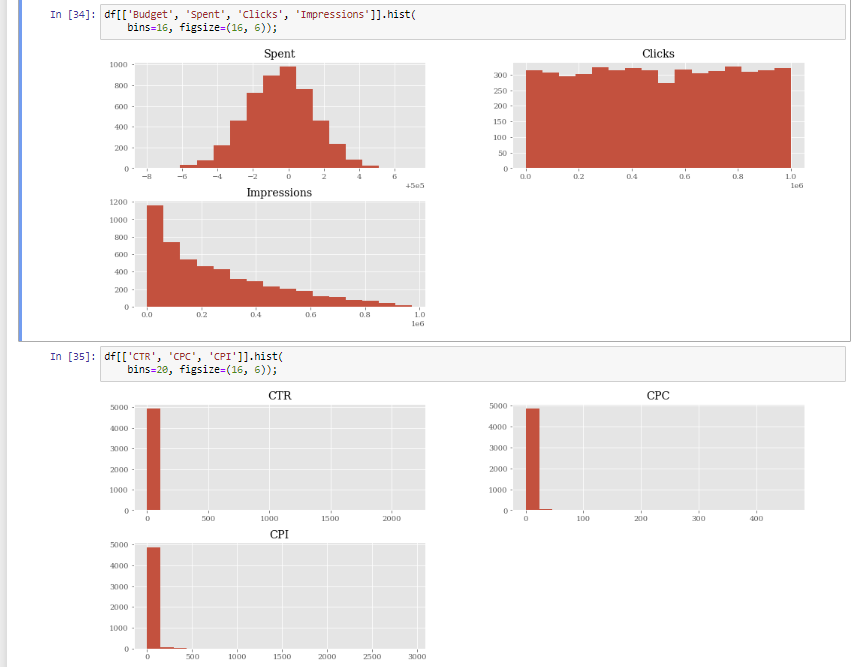 In [34]: df[['Budget', 'Spent', 'Clicks', 'Impressions']].hist(
bins=16, figsize=(16, 6));
Spent
1000
800
600
400
200
0
−8 −6 −4 −2 0 2 4 6
+5e5
Clicks
300
250
200
150
100
50
0
0.0 0.2 0.4 0.6 0.8 1.0
1e6
Impressions
1200
1000
800
600
400
200
0
0.0 0.2 0.4 0.6 0.8 1.0
1e6
In [35]: df[['CTR', 'CPC', 'CPI']].hist(
bins=20, figsize=(16, 6));
CTR
5000
4000
3000
2000
1000
0
0 500 1000 1500 2000
CPC
5000
4000
3000
2000
1000
0
0 100 200 300 400
CPI
5000
4000
3000
2000
1000
0
0 500 1000 1500 2000 2500 3000